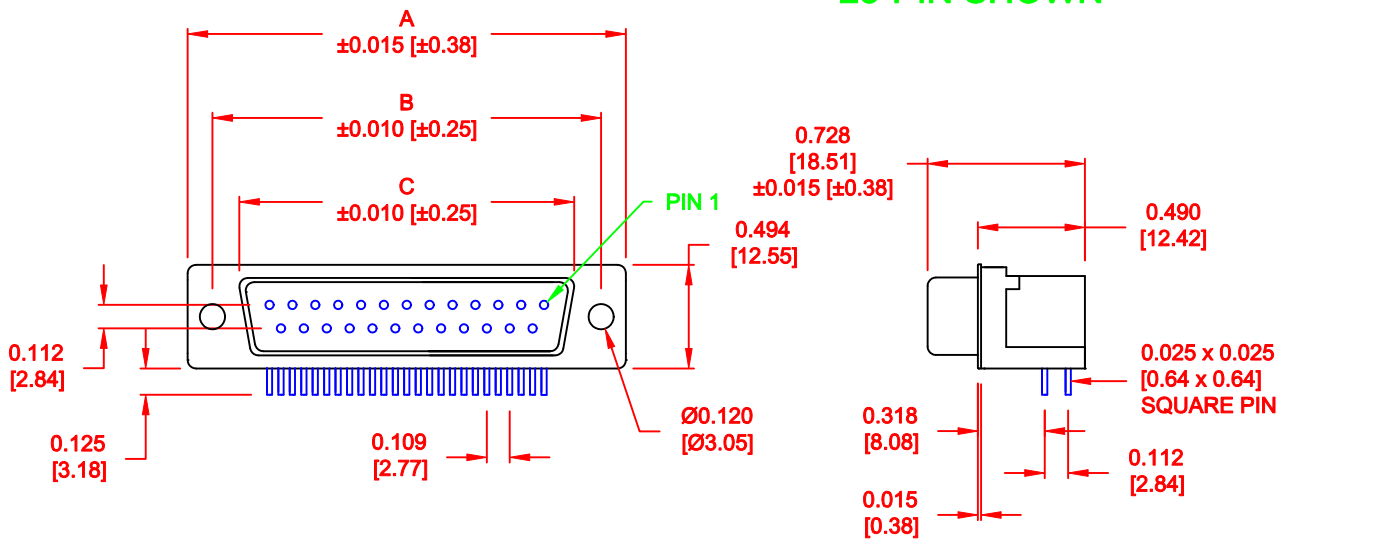 PIN SHOWN
A
±0.015 [±0.38]
B
±0.010 [±0.25]
C
±0.010 [±0.25]
PIN 1
0.494
[12.55]
0.728
[18.51]
±0.015 [±0.38]
0.490
[12.42]
0.112
[2.84]
0.125
[3.18]
0.109
[2.77]
Ø0.120
[Ø3.05]
0.025 x 0.025
[0.64 x 0.64]
SQUARE PIN
0.318
[8.08]
0.112
[2.84]
0.015
[0.38]